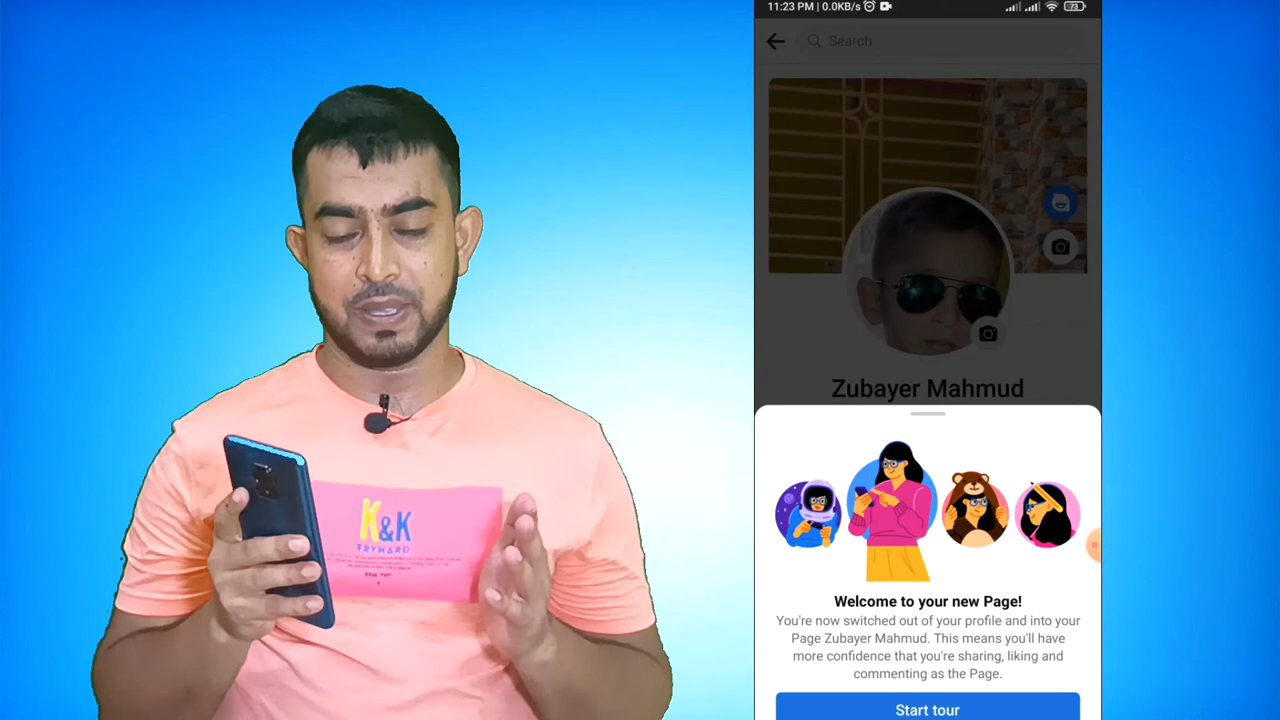 11:23 PM | 0.0KB/s
73
Search
Zubayer Mahmud
K&K
FRYMARD
Welcome to your new Page!
You're now switched out of your profile and into your
Page Zubayer Mahmud. This means you'll have
more confidence that you're sharing, liking and
commenting as the Page.
Start tour